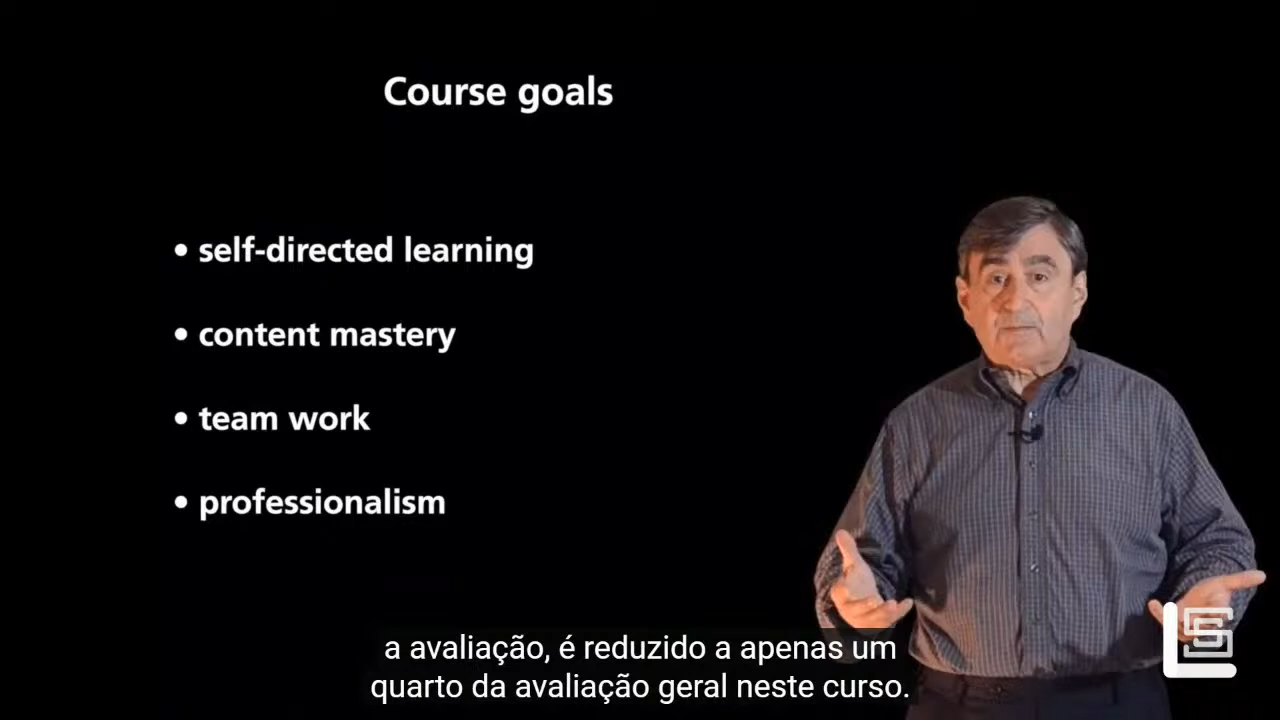 Course goals
• self-directed learning
• content mastery
• team work
• professionalism
a avaliação, é reduzido a apenas um
quarto da avaliação geral neste curso.